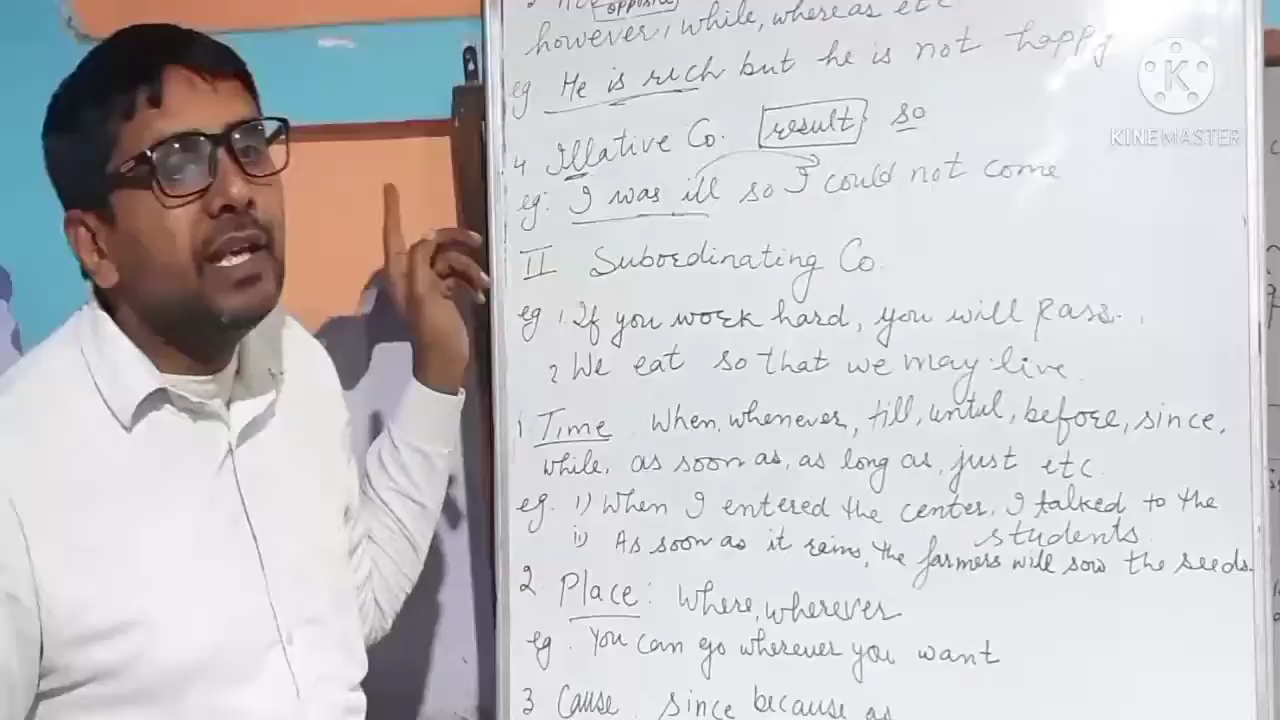 opposite
however, while, whereas etc
eg He is rich but he is not happy
4 Illative Co. result so
eg: I was ill so I could not come
II Subordinating Co.
eg 1. If you work hard, you will pass.
2 We eat so that we may live.
1 Time When, whenever, till, until, before, since,
while, as soon as, as long as, just etc.
eg. i) When I entered the center, I talked to the
students.
ii) As soon as it rains, the farmers will sow the seeds.
2 Place: Where, wherever
eg. You can go wherever you want
3 Cause since because as
K
KINEMASTER